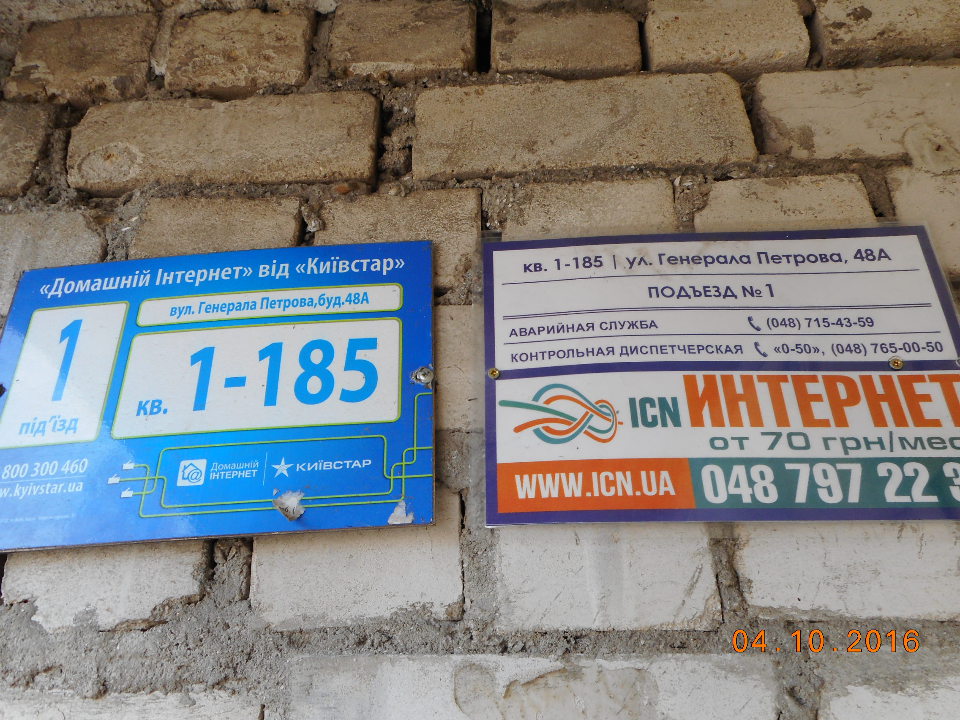 «Домашній Інтернет» від «Київстар»
вул. Генерала Петрова,буд.48А
1
під'їзд
кв. 1-185
800 300 460
w.kyivstar.ua
Домашній
ІНТЕРНЕТ
КИЇВСТАР
кв. 1-185 | ул. Генерала Петрова, 48А
ПОДЪЕЗД №1
АВАРИЙНАЯ СЛУЖБА (048) 715-43-59
КОНТРОЛЬНАЯ ДИСПЕТЧЕРСКАЯ «0-50», (048) 765-00-50
ICN ИНТЕРНЕТ
от 70 грн/мес
WWW.ICN.UA 048 797 22 3
04.10.2016